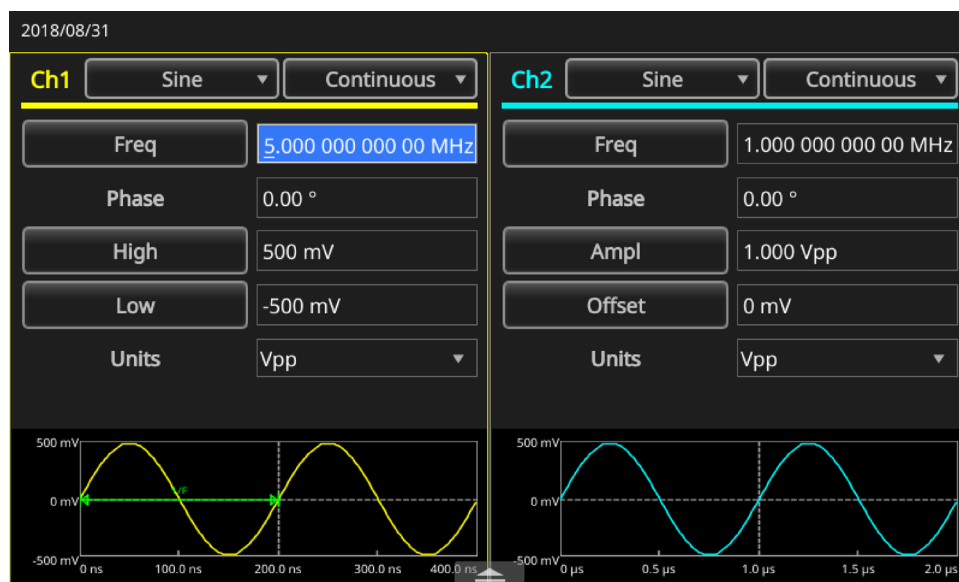 2018/08/31
Ch1 Sine Continuous
Freq 5.000 000 000 00 MHz
Phase 0.00 °
High 500 mV
Low -500 mV
Units Vpp
500 mV
0 mV
-500 mV
1/F
0 ns 100.0 ns 200.0 ns 300.0 ns 400.0 ns
Ch2 Sine Continuous
Freq 1.000 000 000 00 MHz
Phase 0.00 °
Ampl 1.000 Vpp
Offset 0 mV
Units Vpp
500 mV
0 mV
-500 mV
0 µs 0.5 µs 1.0 µs 1.5 µs 2.0 µs